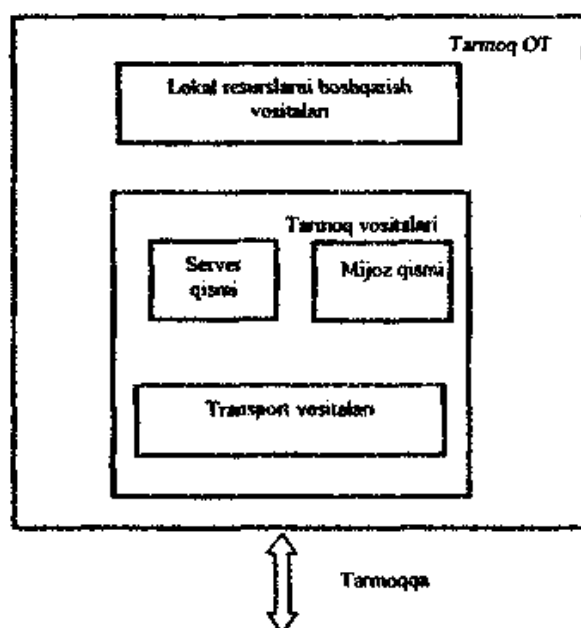 Tarmoq OT
Lokal resurslarni boshqarish
vositalari
Tarmoq vositalari
Server
qismi
Mijoz qismi
Transport vositalari
Tarmoqqa